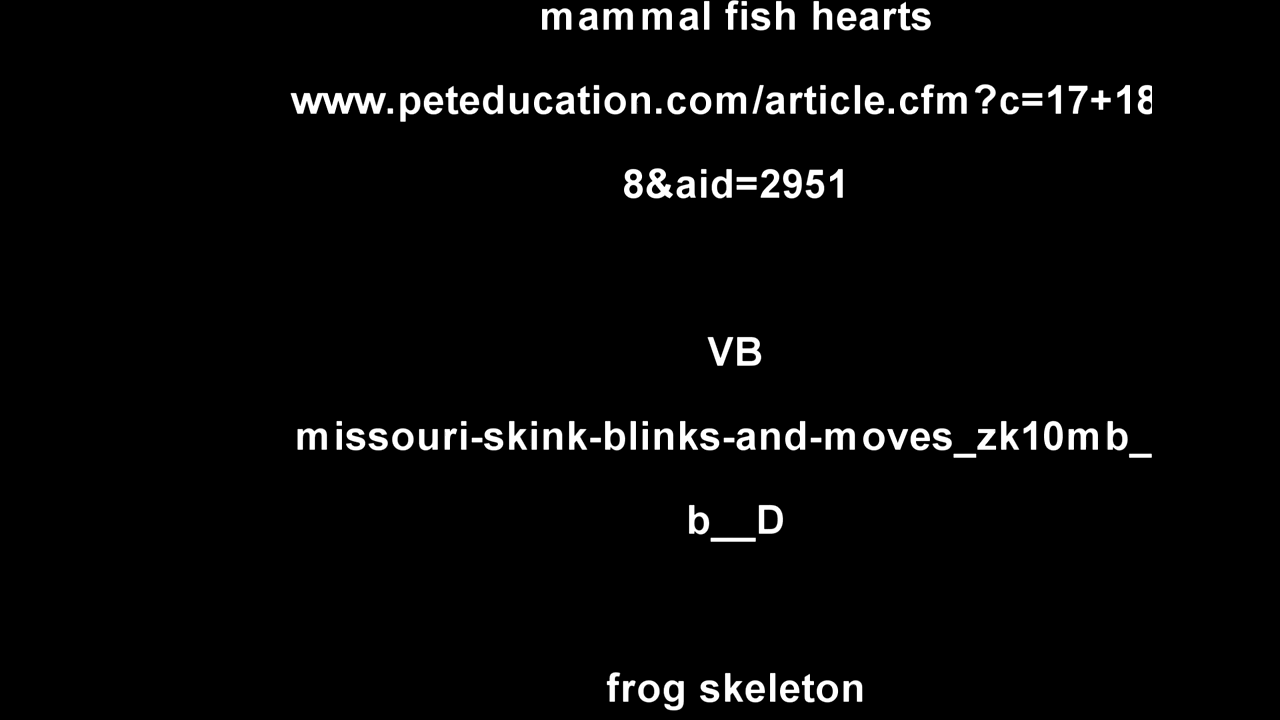 mammal fish hearts
www.peteducation.com/article.cfm?c=17+18
8&aid=2951
VB
missouri-skink-blinks-and-moves_zk10mb_
b__D
frog skeleton